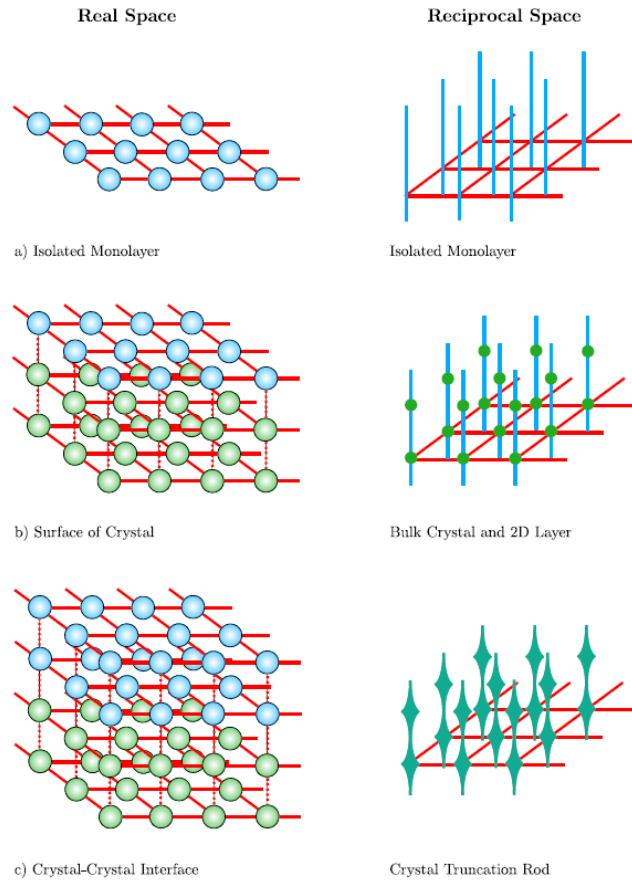 Real Space
Reciprocal Space
a) Isolated Monolayer
Isolated Monolayer
b) Surface of Crystal
Bulk Crystal and 2D Layer
c) Crystal-Crystal Interface
Crystal Truncation Rod